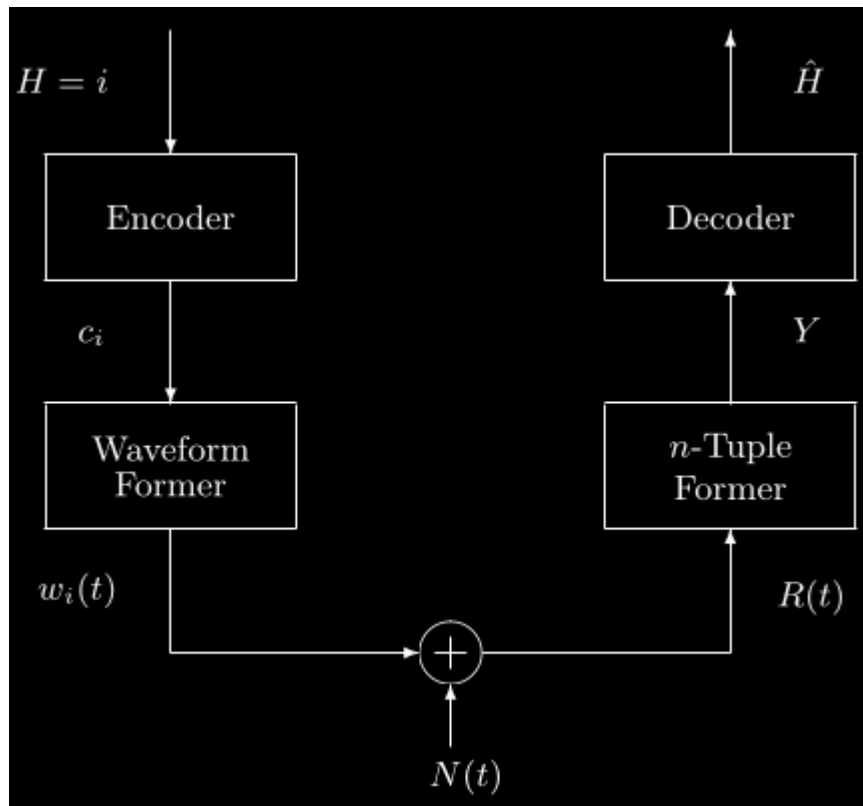 H = i
Ĥ
Encoder
Decoder
c_i
Y
Waveform
Former
n-Tuple
Former
w_i(t)
R(t)
N(t)